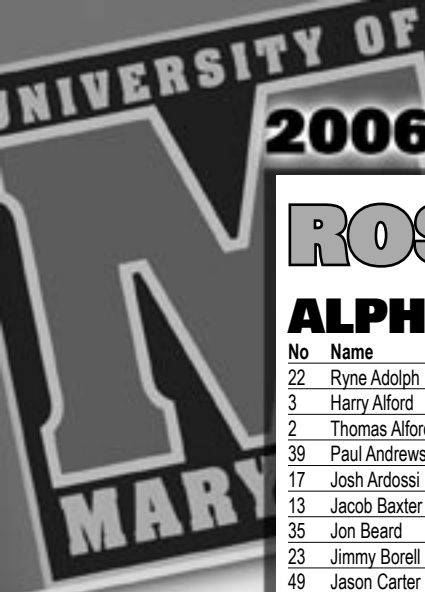 UNIVERSITY OF
M
MARY
2006
ROS
ALPH
No Name
22 Ryne Adolph
3 Harry Alford
2 Thomas Alford
39 Paul Andrews
17 Josh Ardossi
13 Jacob Baxter
35 Jon Beard
23 Jimmy Borell
49 Jason Carter